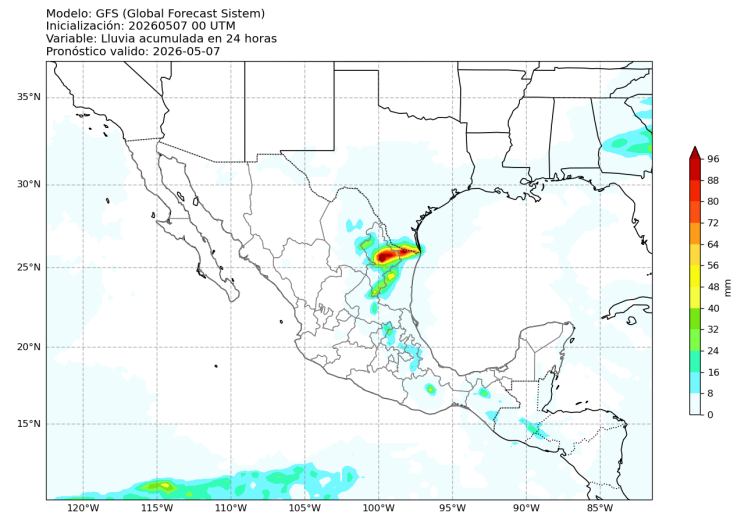 Modelo: GFS (Global Forecast Sistem)
Inicialización: 20260507 00 UTM
Variable: Lluvia acumulada en 24 horas
Pronóstico valido: 2026-05-07
35°N
30°N
25°N
20°N
15°N
120°W 115°W 110°W 105°W 100°W 95°W 90°W 85°W
96
88
80
72
64
56
48
40
32
24
16
8
0
mm